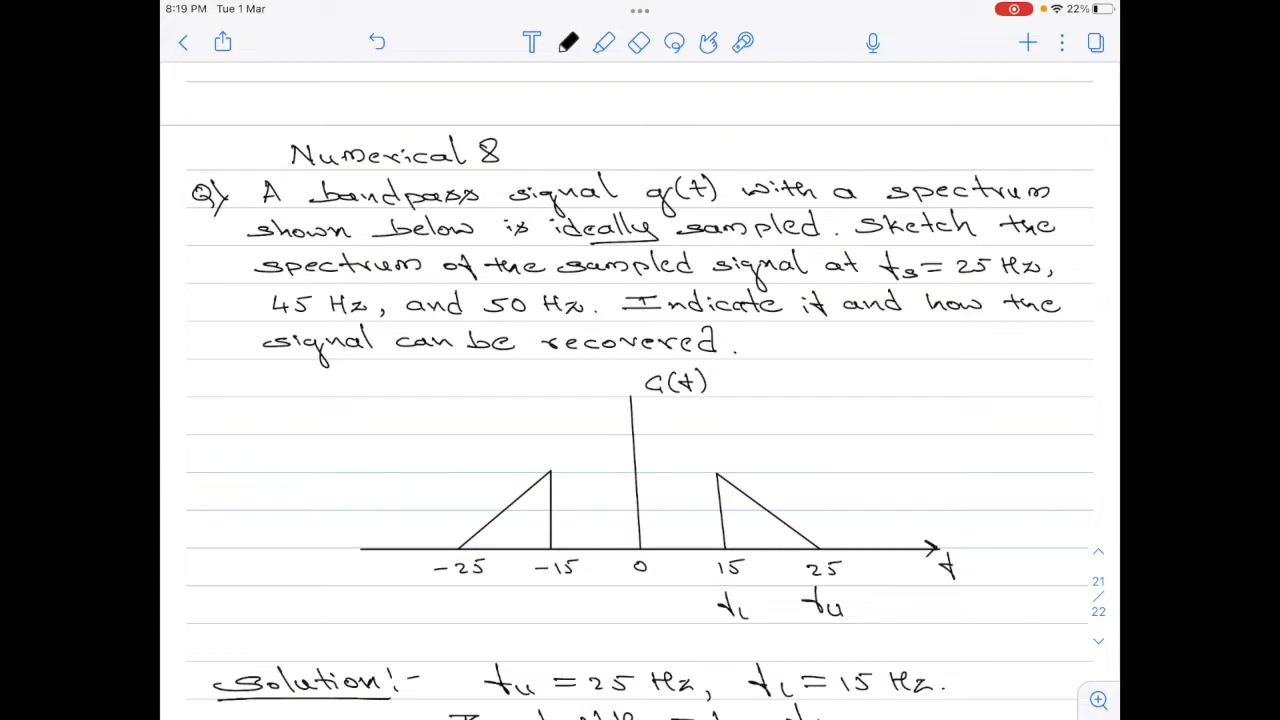 8:19 PM Tue 1 Mar
22%
Numerical 8
Q) A bandpass signal g(t) with a spectrum
shown below is ideally sampled. Sketch the
spectrum of the sampled signal at fs = 25 Hz,
45 Hz, and 50 Hz. Indicate if and how the
signal can be recovered.
G(f)
-25 -15 0 15 25 f
fL fu
21
/
22
Solution:- fu = 25 Hz, fL = 15 Hz.